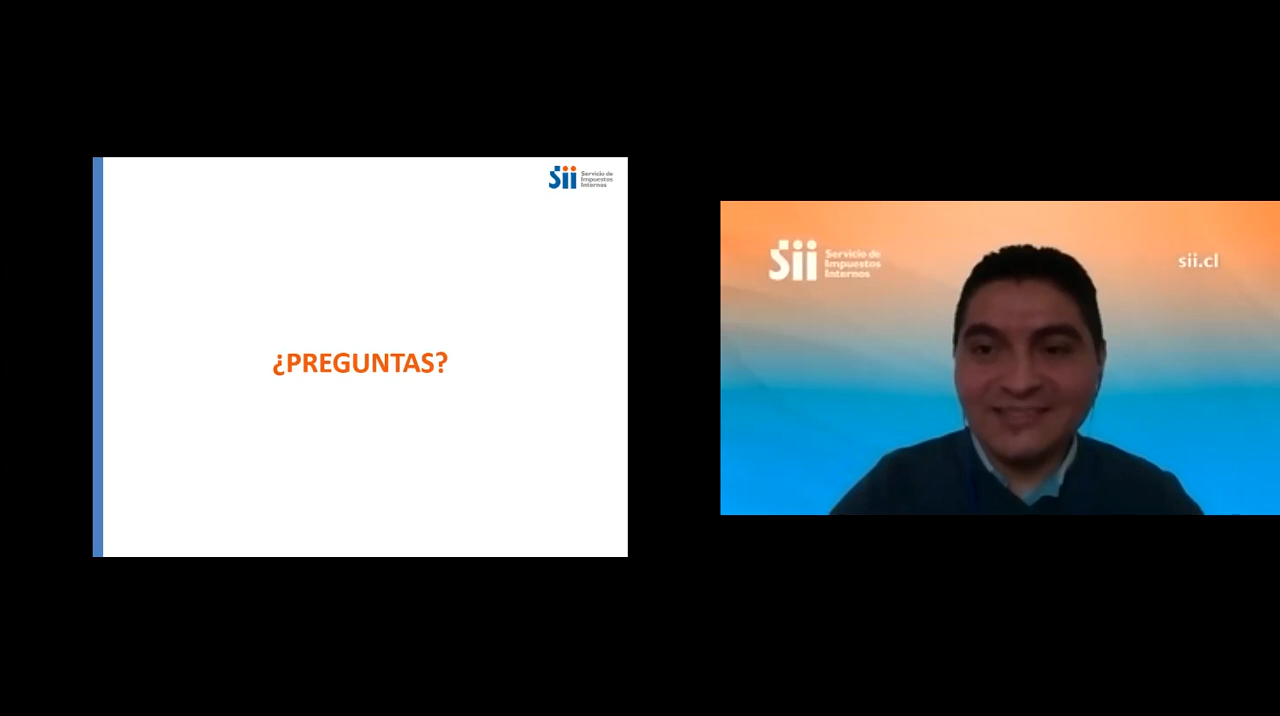 Sii Servicio de
Impuestos
Internos
¿PREGUNTAS?
Sii Servicio de
Impuestos
Internos
sii.cl